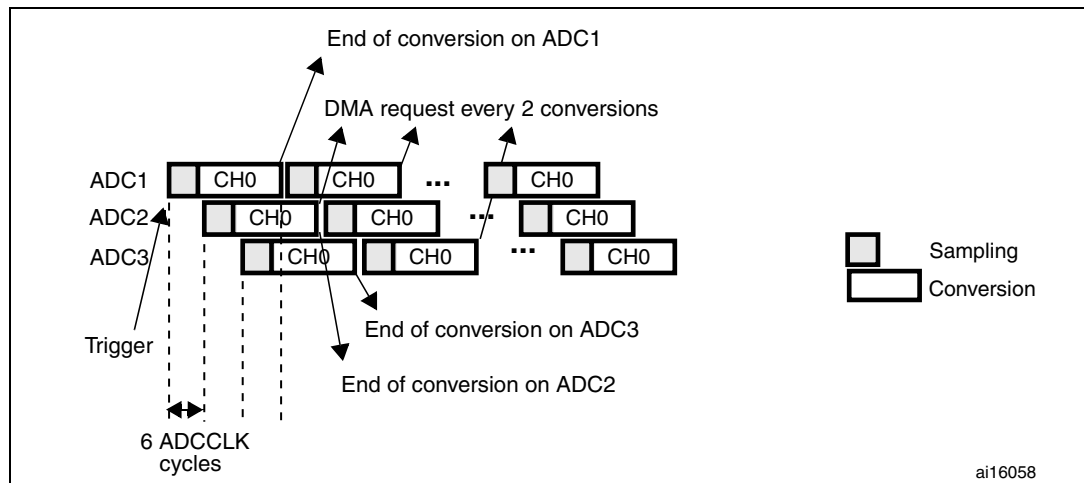 End of conversion on ADC1
DMA request every 2 conversions
ADC1
CH0
CH0
...
CH0
ADC2
CH0
CH0
...
CH0
ADC3
CH0
CH0
...
CH0
Sampling
Conversion
Trigger
End of conversion on ADC3
End of conversion on ADC2
6 ADCCLK
cycles
ai16058